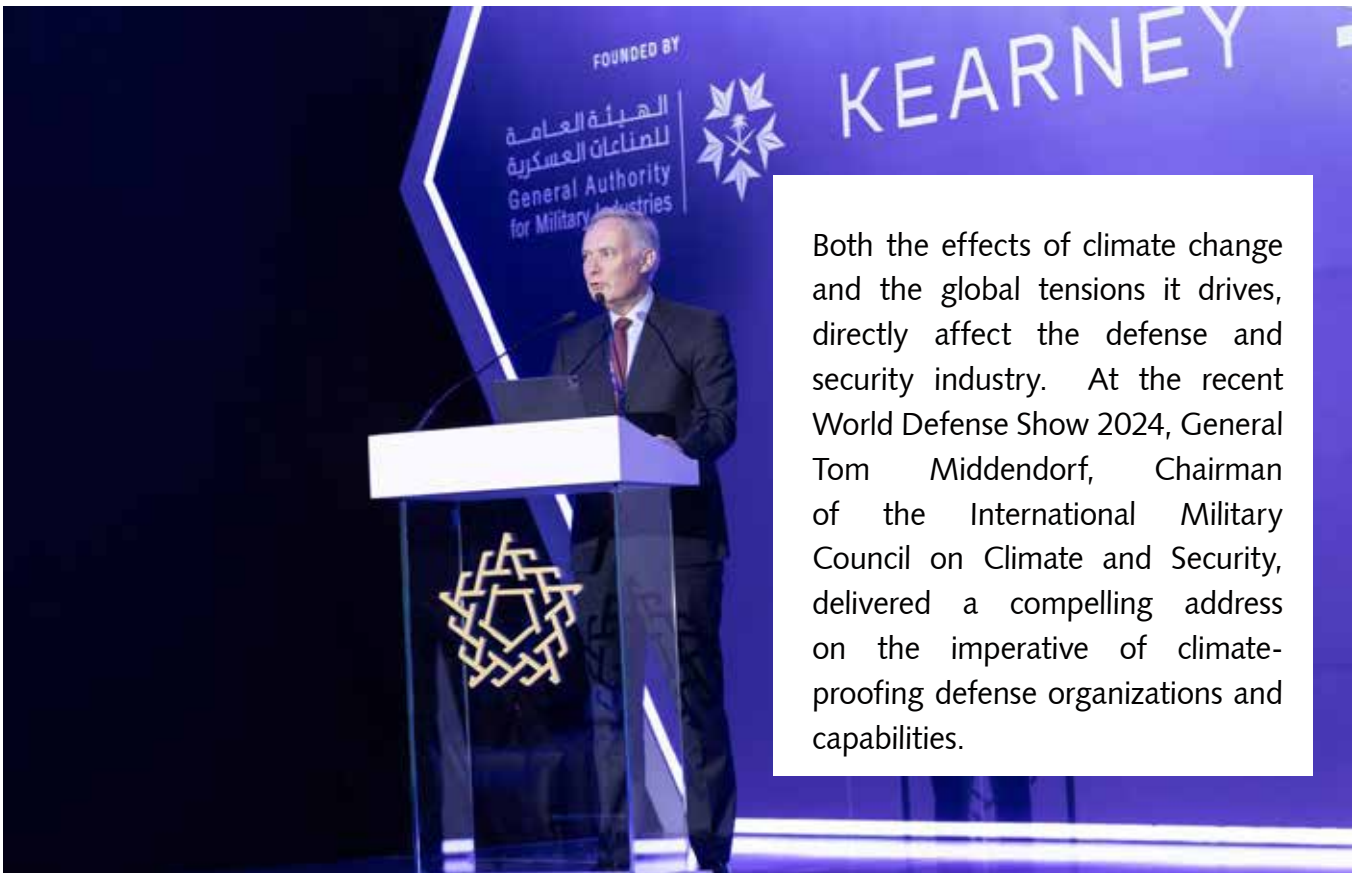 FOUNDED BY
الهيئة العامة
للصناعات العسكرية
General Authority
for Military Industries
KEARNEY
Both the effects of climate change
and the global tensions it drives,
directly affect the defense and
security industry. At the recent
World Defense Show 2024, General
Tom Middendorf, Chairman
of the International Military
Council on Climate and Security,
delivered a compelling address
on the imperative of climate-
proofing defense organizations and
capabilities.